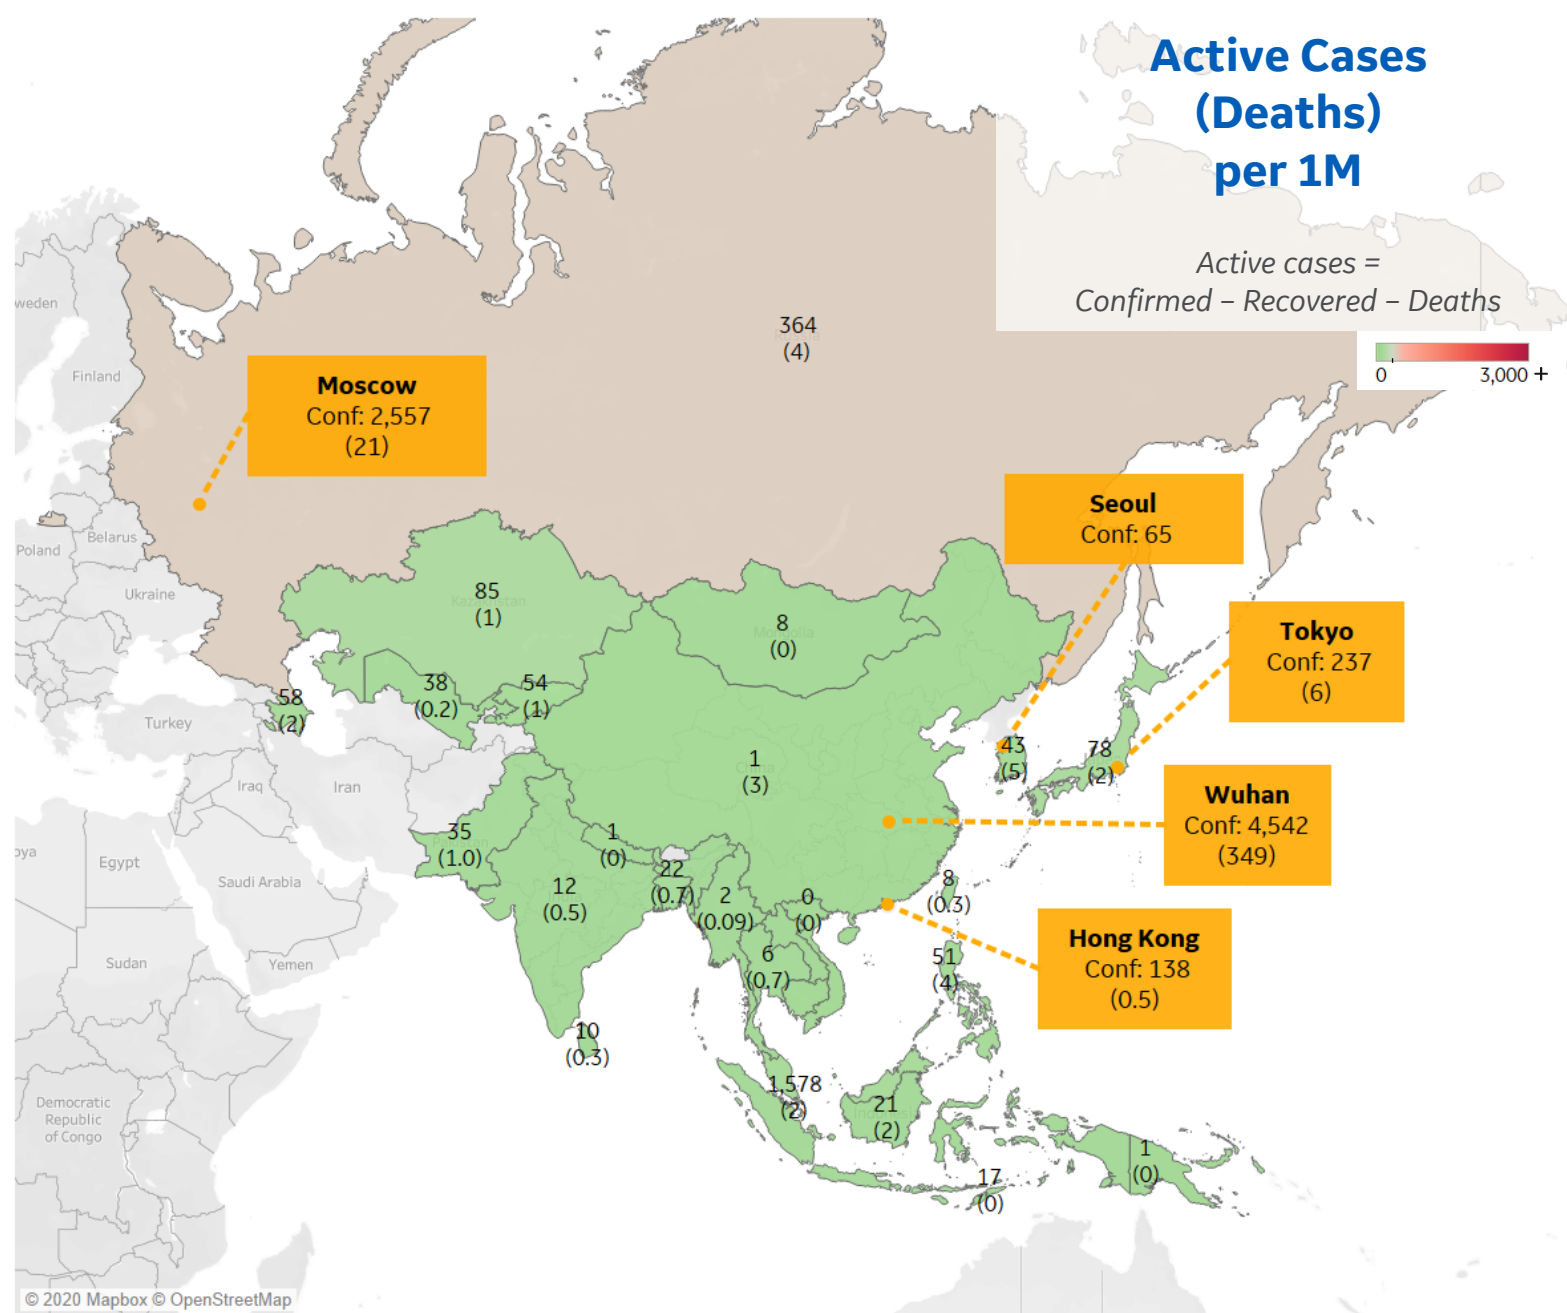 Active Cases
(Deaths)
per 1M
Active cases =
Confirmed – Recovered – Deaths
0
3,000 +
364
(4)
Moscow
Conf: 2,557
(21)
weden
Finland
Seoul
Conf: 65
Poland
Belarus
Ukraine
85
Kazakhstan
(1)
8
Mongolia
(0)
Tokyo
Conf: 237
(6)
58
(2)
38
(0.2)
54
(1)
Turkey
43
(5)
78
(2)
1
(3)
Iraq
Iran
Wuhan
Conf: 4,542
(349)
35
(1.0)
1
(0)
oya
Egypt
Saudi Arabia
22
(0.7)
12
(0.5)
2
(0.09)
0
(0)
8
(0.3)
Hong Kong
Conf: 138
(0.5)
6
(0.7)
51
(4)
Sudan
Yemen
10
(0.3)
1,578
(2)
21
Indonesia
(2)
Democratic
Republic
of Congo
1
(0)
17
(0)
© 2020 Mapbox © OpenStreetMap